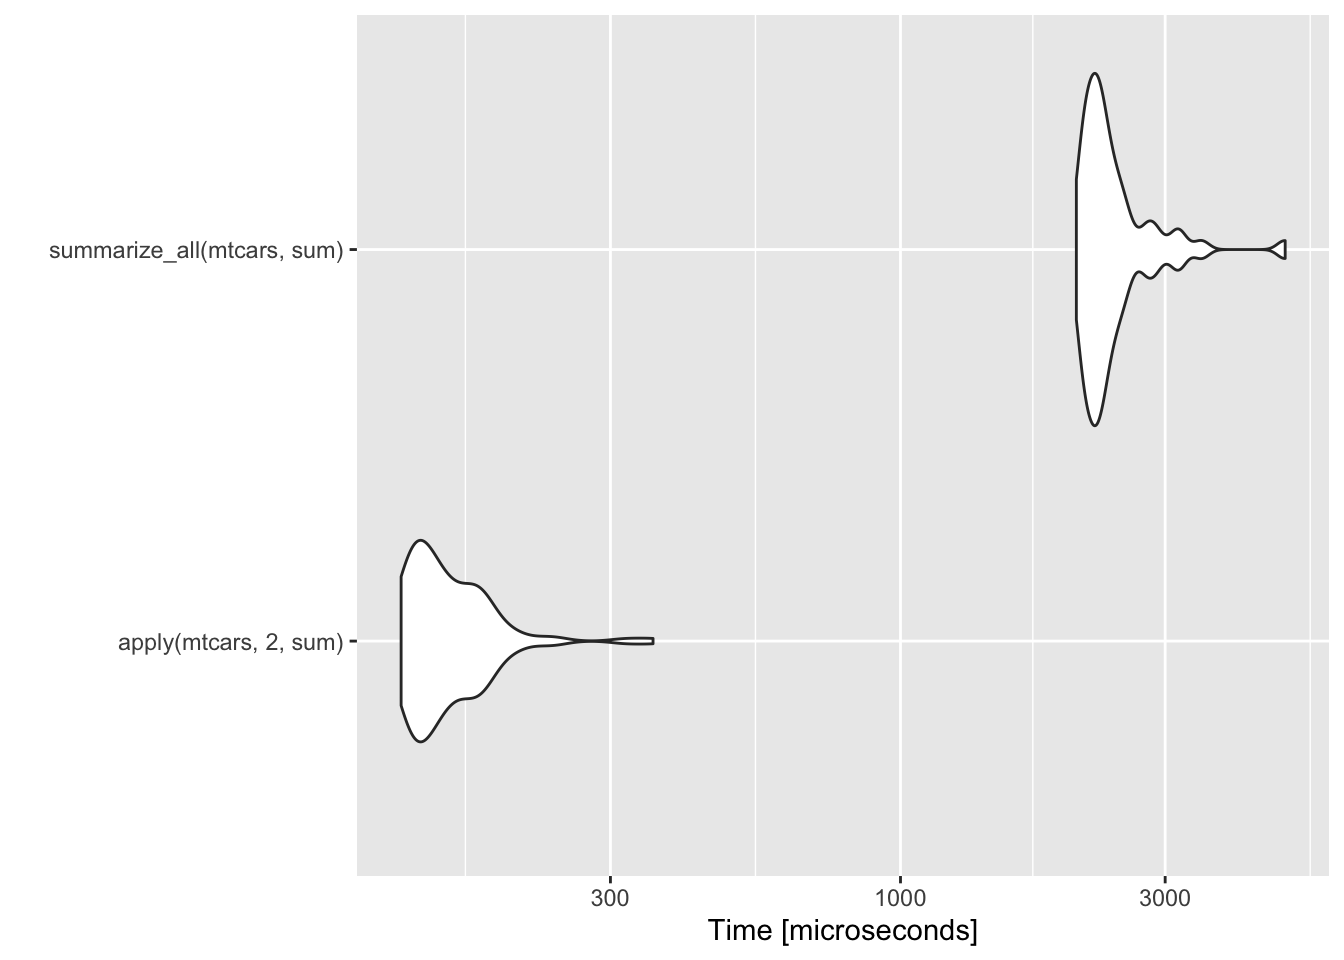 summarize_all(mtcars, sum)
apply(mtcars, 2, sum)
300 1000 3000
Time [microseconds]